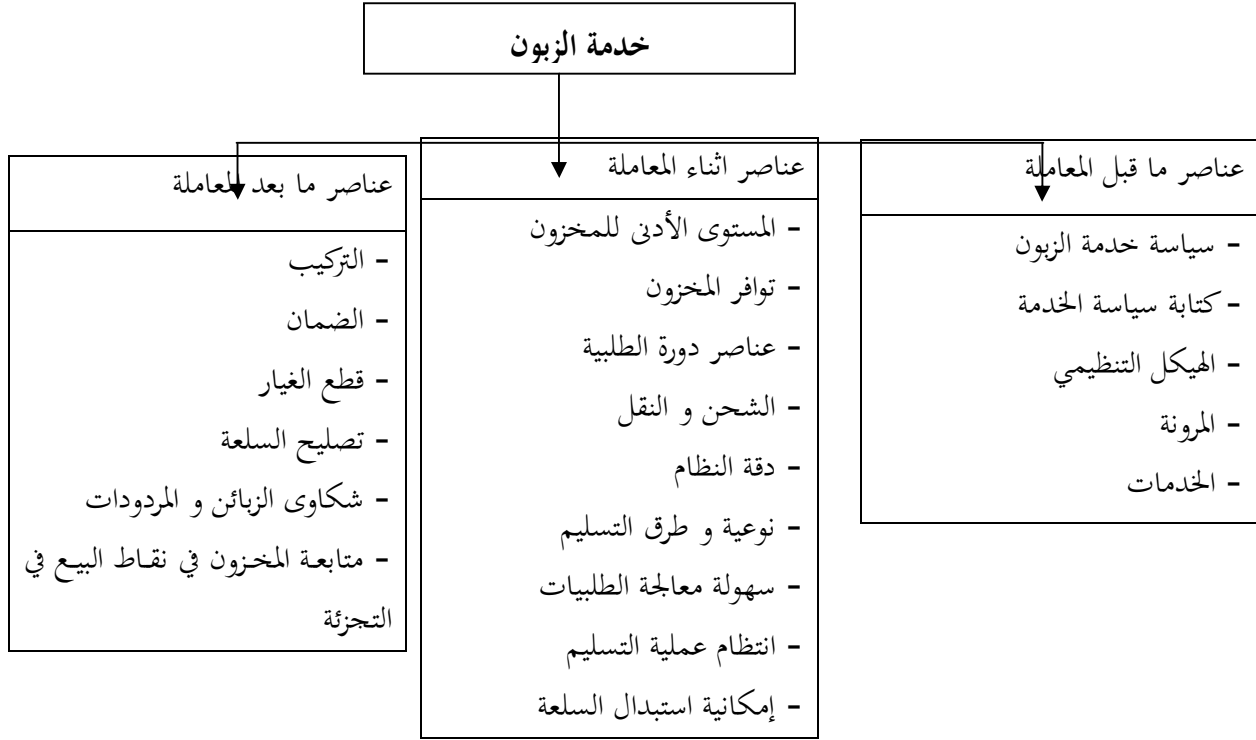 خدمة الزبون
عناصر ما قبل المعاملة
- سياسة خدمة الزبون
- كتابة سياسة الخدمة
- الهيكل التنظيمي
- المرونة
- الخدمات
عناصر اثناء المعاملة
- المستوى الأدنى للمخزون
- توافر المخزون
- عناصر دورة الطلبية
- الشحن و النقل
- دقة النظام
- نوعية و طرق التسليم
- سهولة معالجة الطلبيات
- انتظام عملية التسليم
- إمكانية استبدال السلعة
عناصر ما بعد المعاملة
- التركيب
- الضمان
- قطع الغيار
- تصليح السلعة
- شكاوى الزبائن و المردودات
- متابعة المخزون في نقاط البيع في
التجزئة